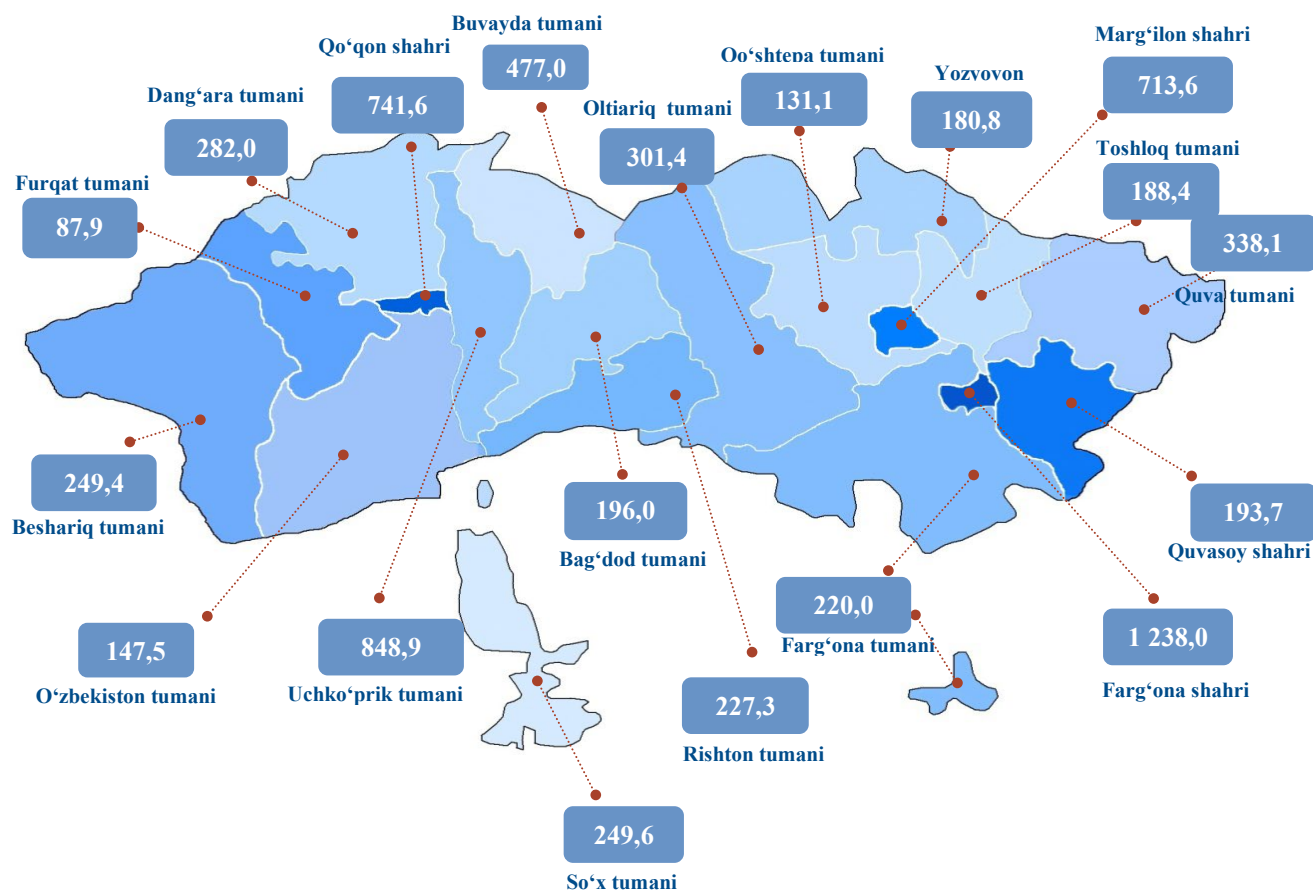 Buvayda tumani
477,0
Qo‘qon shahri
741,6
Dang‘ara tumani
282,0
Furqat tumani
87,9
Oltiariq tumani
301,4
Oo‘shtepa tumani
131,1
Yozvovon
180,8
Marg‘ilon shahri
713,6
Toshloq tumani
188,4
338,1
Quva tumani
249,4
Beshariq tumani
147,5
O‘zbekiston tumani
848,9
Uchko‘prik tumani
196,0
Bag‘dod tumani
227,3
Rishton tumani
220,0
Farg‘ona tumani
193,7
Quvasoy shahri
1 238,0
Farg‘ona shahri
249,6
So‘x tumani